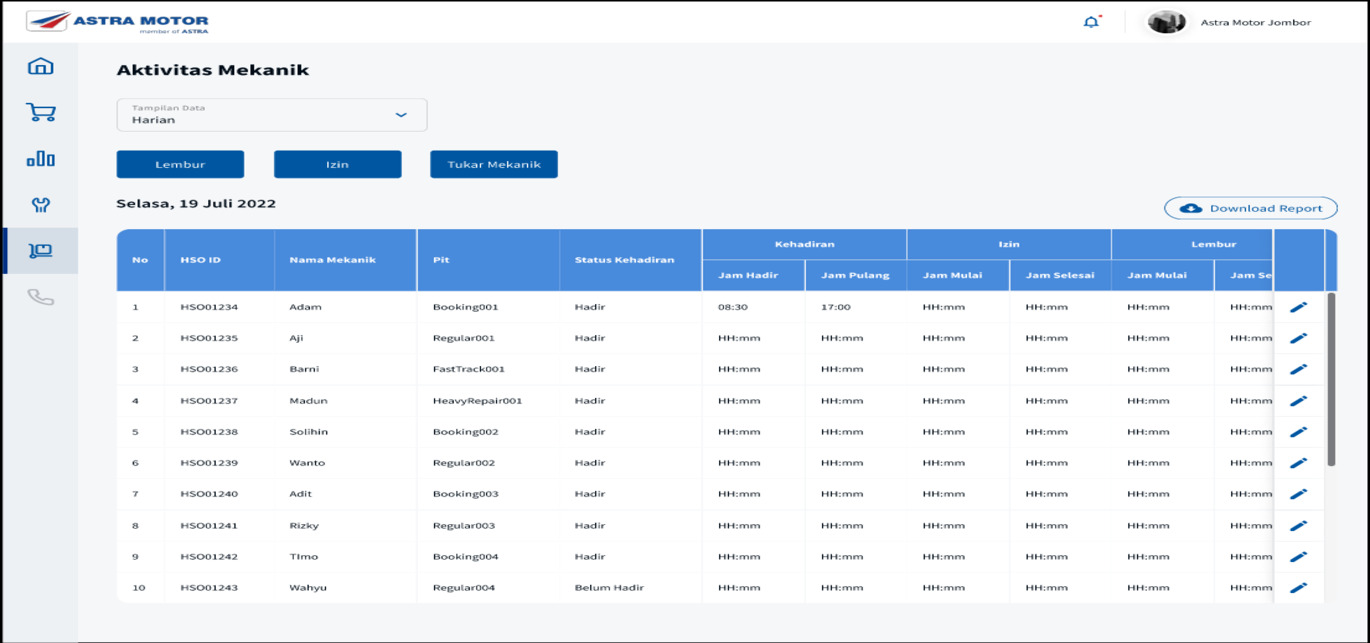 ASTRA MOTOR
member of ASTRA
Astra Motor Jombor
Aktivitas Mekanik
Tampilan Data
Harian
Lembur Izin Tukar Mekanik
Selasa, 19 Juli 2022
Download Report
Kehadiran Izin Lembur
No HSO ID Nama Mekanik Pit Status Kehadiran
Jam Hadir Jam Pulang Jam Mulai Jam Selesai Jam Mulai Jam Se
1 HSO01234 Adam Booking001 Hadir 08:30 17:00 HH:mm HH:mm HH:mm HH:mm
2 HSO01235 Aji Regular001 Hadir HH:mm HH:mm HH:mm HH:mm HH:mm HH:mm
3 HSO01236 Barni FastTrack001 Hadir HH:mm HH:mm HH:mm HH:mm HH:mm HH:mm
4 HSO01237 Madun HeavyRepair001 Hadir HH:mm HH:mm HH:mm HH:mm HH:mm HH:mm
5 HSO01238 Solihin Booking002 Hadir HH:mm HH:mm HH:mm HH:mm HH:mm HH:mm
6 HSO01239 Wanto Regular002 Hadir HH:mm HH:mm HH:mm HH:mm HH:mm HH:mm
7 HSO01240 Adit Booking003 Hadir HH:mm HH:mm HH:mm HH:mm HH:mm HH:mm
8 HSO01241 Rizky Regular003 Hadir HH:mm HH:mm HH:mm HH:mm HH:mm HH:mm
9 HSO01242 TImo Booking004 Hadir HH:mm HH:mm HH:mm HH:mm HH:mm HH:mm
10 HSO01243 Wahyu Regular004 Belum Hadir HH:mm HH:mm HH:mm HH:mm HH:mm HH:mm